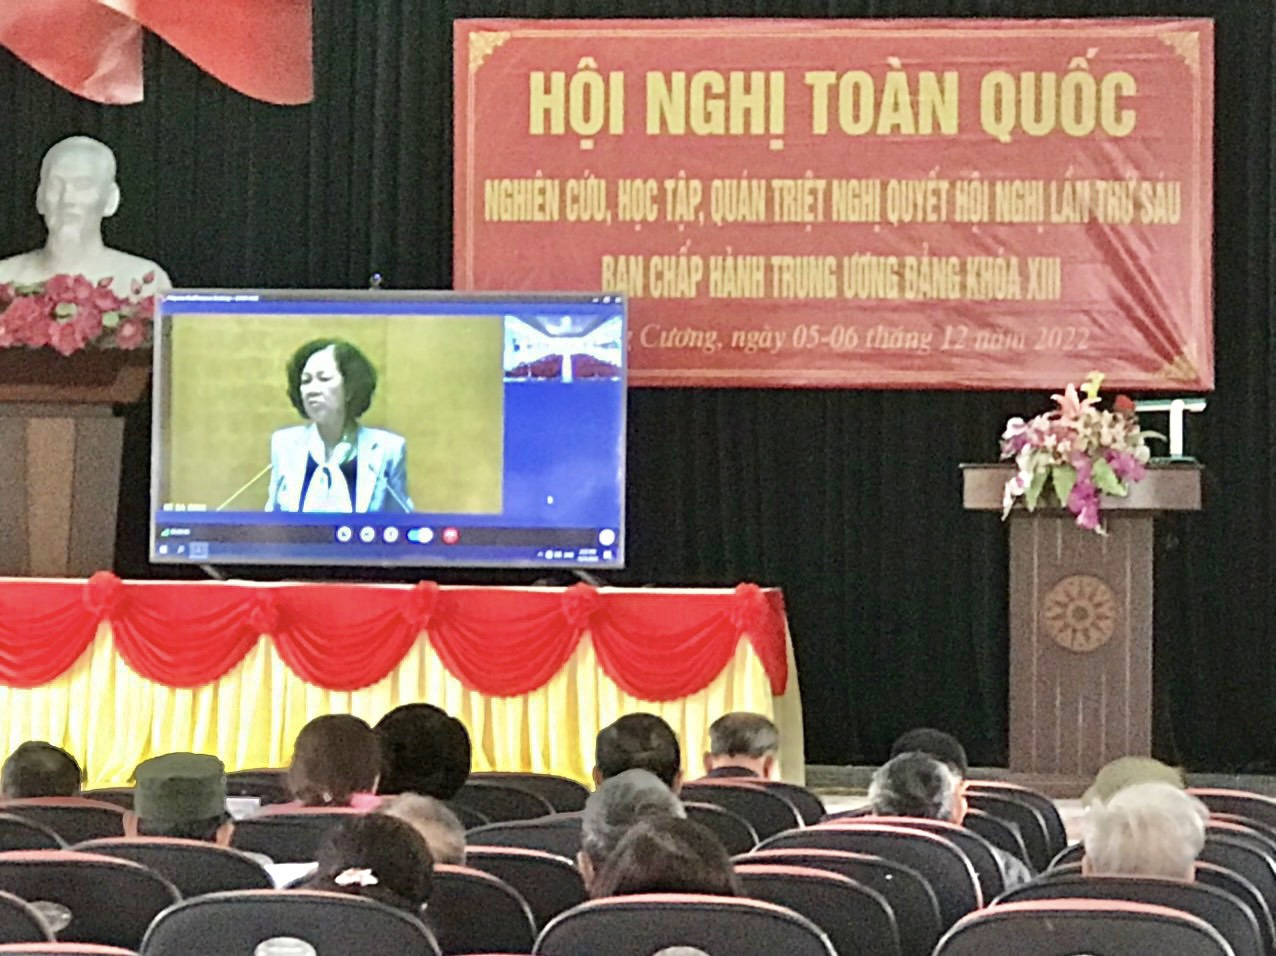 HỘI NGHỊ TOÀN QUỐC
NGHIÊN CỨU, HỌC TẬP, QUÁN TRIỆT NGHỊ QUYẾT HỘI NGHỊ LẦN THỨ SÁU
BAN CHẤP HÀNH TRUNG ƯƠNG ĐẢNG KHÓA XIII
Cương, ngày 05-06 tháng 12 năm 2022